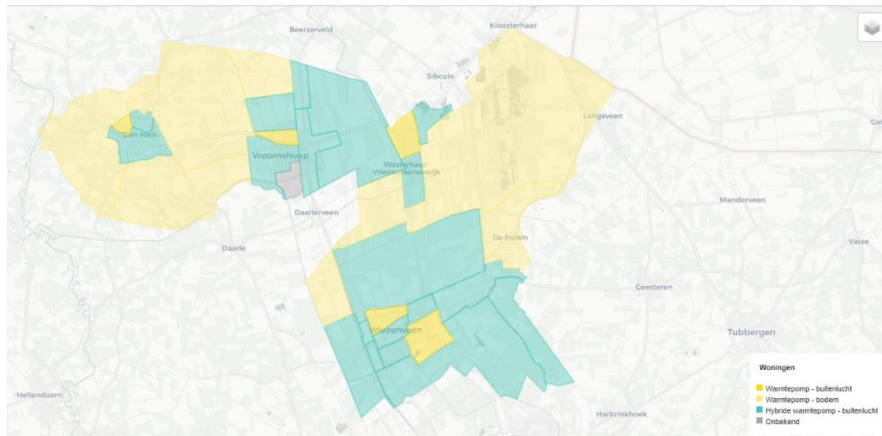 Kloosterhaar
Beerzerveld
Sibculo
Langeveen
Den Ham
Vroomshoop
Westerhaar-
Vriezenveensewijk
Manderveen
Daarlerveen
De Pollen
Daarle
Vasse
Geesteren
Vriezenveen
Tubbergen
Woningen
Warmtepomp - buitenlucht
Warmtepomp - bodem
Hybride warmtepomp - buitenlucht
Onbekend
Hellendoorn
Harbrinkhoek